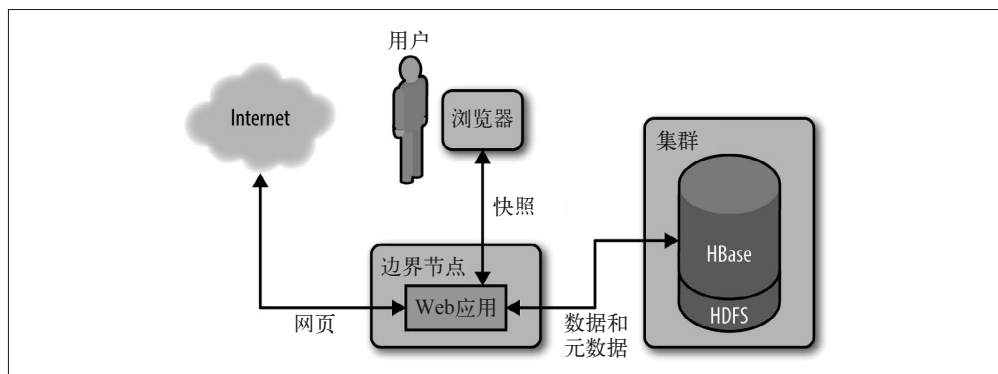 用户
Internet
浏览器
集群
快照
HBase
边界节点
Web应用
HDFS
网页
数据和
元数据